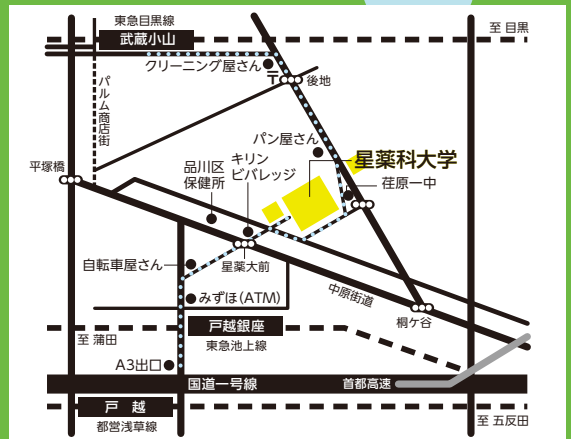 東急目黒線
武蔵小山
至 目黒
クリーニング屋さん
〒
後地
パルム商店街
パン屋さん
星薬科大学
平塚橋
品川区
保健所
キリン
ビバレッジ
荏原一中
自転車屋さん
星薬大前
みずほ(ATM)
中原街道
桐ケ谷
戸越銀座
東急池上線
至 蒲田
A3出口
国道一号線
首都高速
戸越
都営浅草線
至 五反田